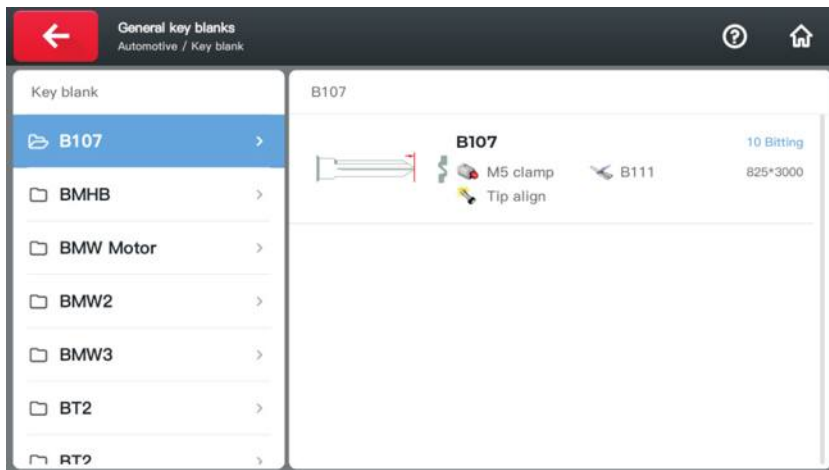 General key blanks
Automotive / Key blank
Key blank
B107
BMHB
BMW Motor
BMW2
BMW3
BT2
BT2
B107
B107
10 Bitting
M5 clamp
B111
825*3000
Tip align